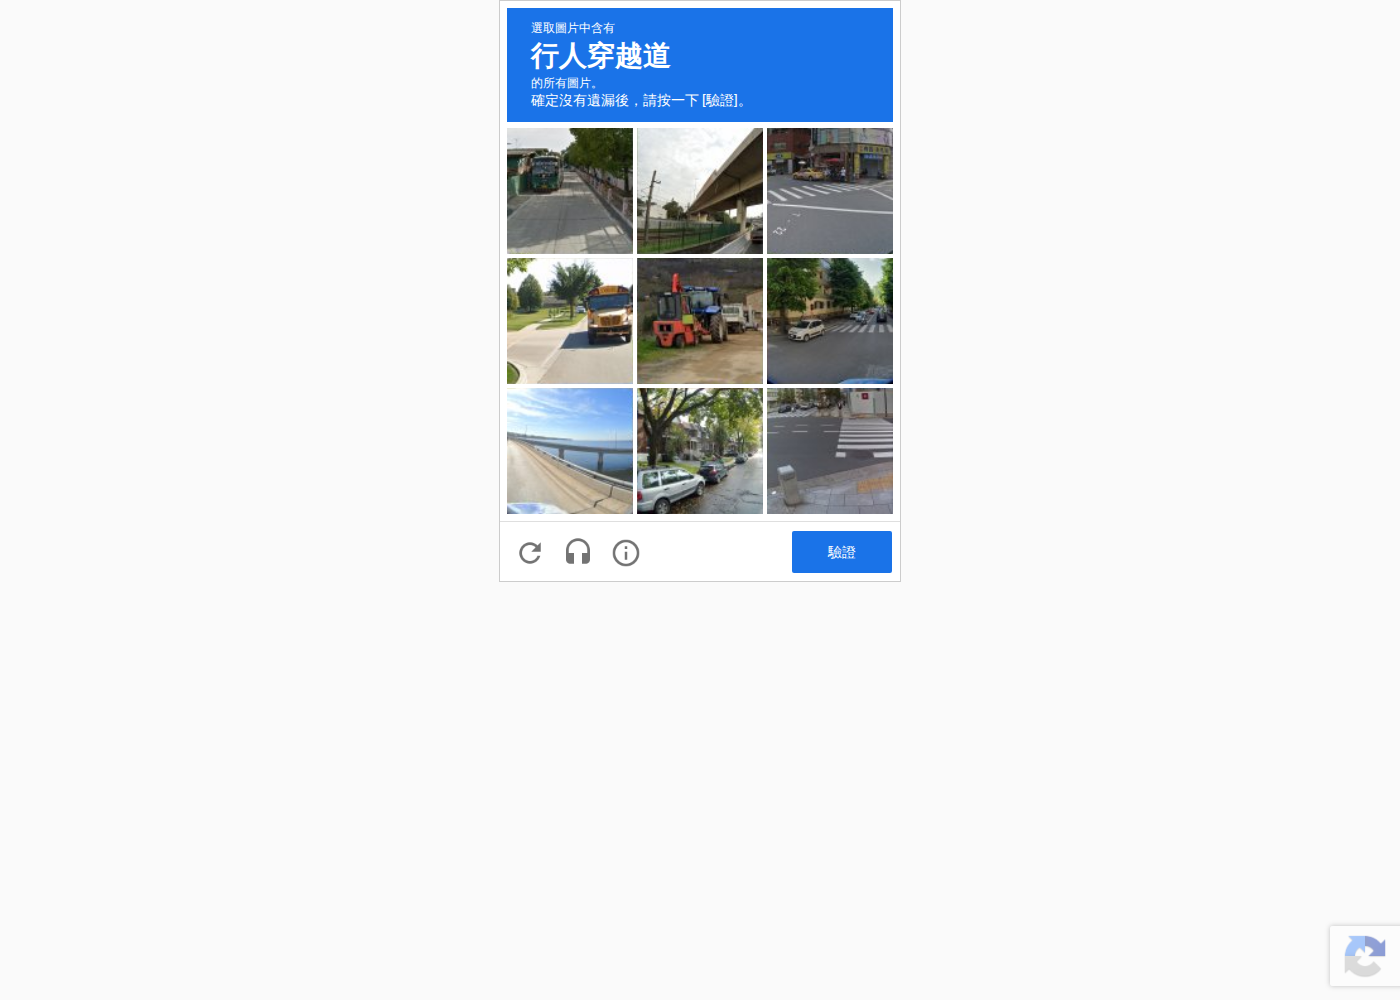 選取圖片中含有
行人穿越道
的所有圖片。
確定沒有遺漏後，請按一下 [驗證]。
驗證